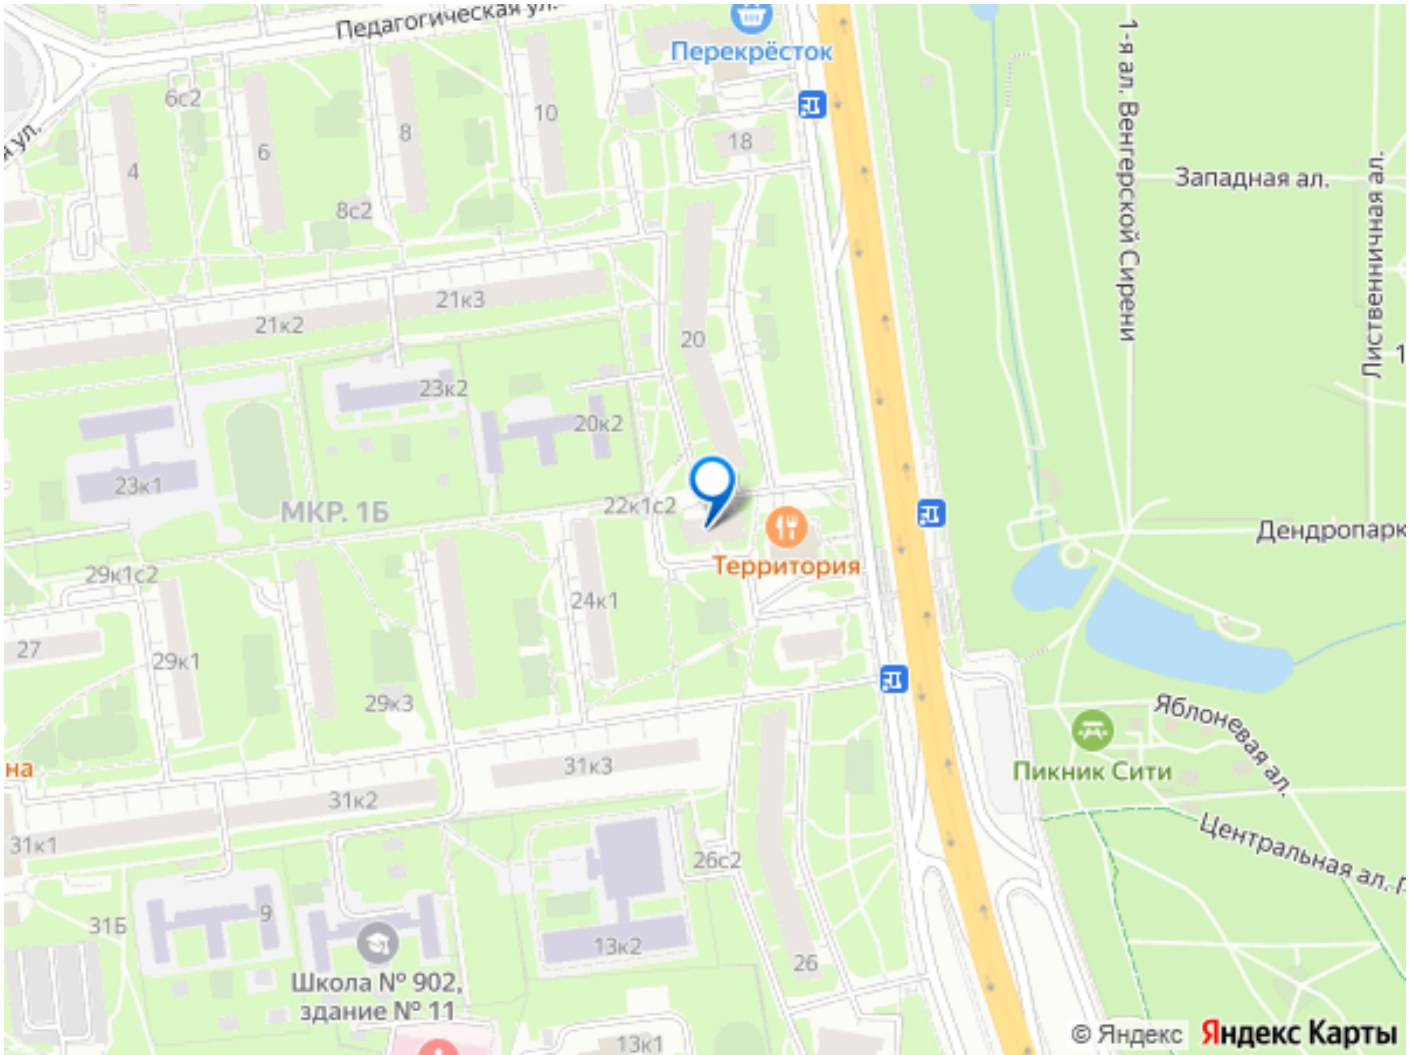 Педагогическая ул.
Перекрёсток
1-я ал. Венгерской Сирени
6с2
10
8
6
4
18
я ул.
Западная ал.
Лиственничная ал.
8с2
21к3
21к2
20
1
23к2
20к2
23к1
МКР. 1Б
22к1с2
Дендропарк
Территория
29к1с2
24к1
27
29к1
29к3
Яблоневая ал.
на
31к3
Пикник Сити
31к2
31к1
26с2
Центральная ал. Г
9
31Б
13к2
26
Школа № 902,
здание № 11
13к1
© Яндекс Яндекс Карты